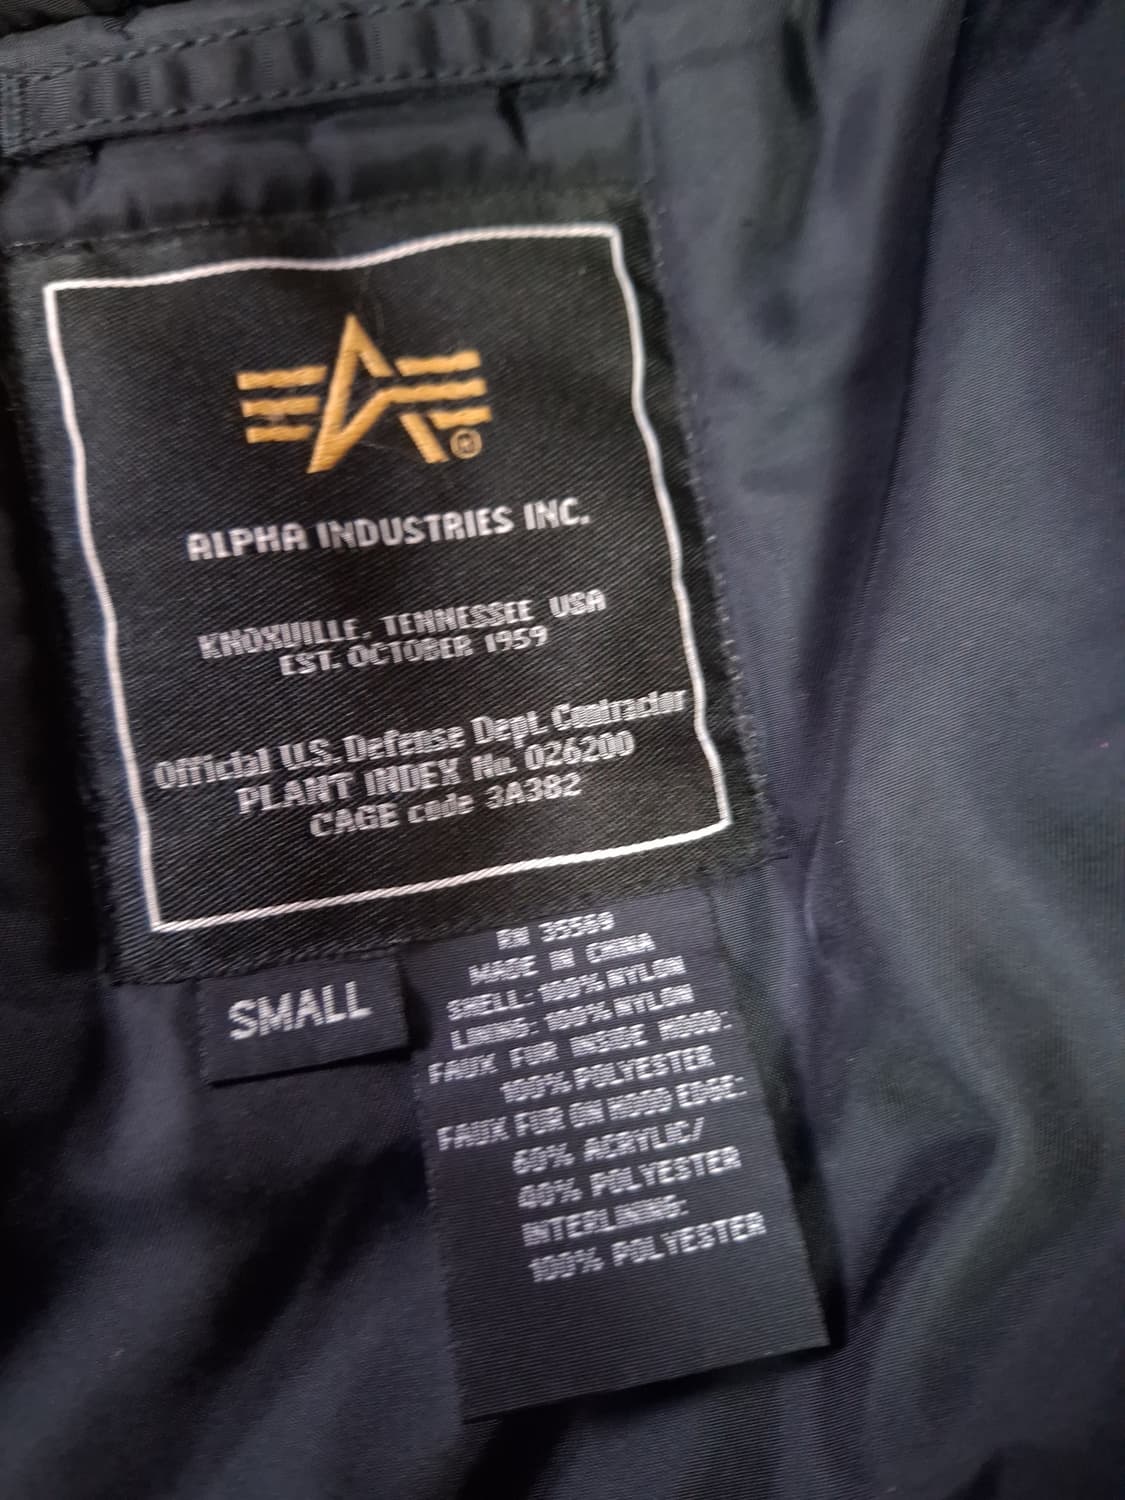 ALPHA INDUSTRIES INC.
KNOXVILLE, TENNESSEE USA
EST. OCTOBER 1959
Official U.S. Defense Dept. Contractor
PLANT INDEX No. 026200
CAGE code 3A382
SMALL
RN 35569
MADE IN CHINA
SHELL: 100% NYLON
LINING: 100% NYLON
FAUX FUR INSIDE HOOD:
100% POLYESTER
FAUX FUR ON HOOD EDGE:
60% ACRYLIC/
40% POLYESTER
INTERLINING:
100% POLYESTER